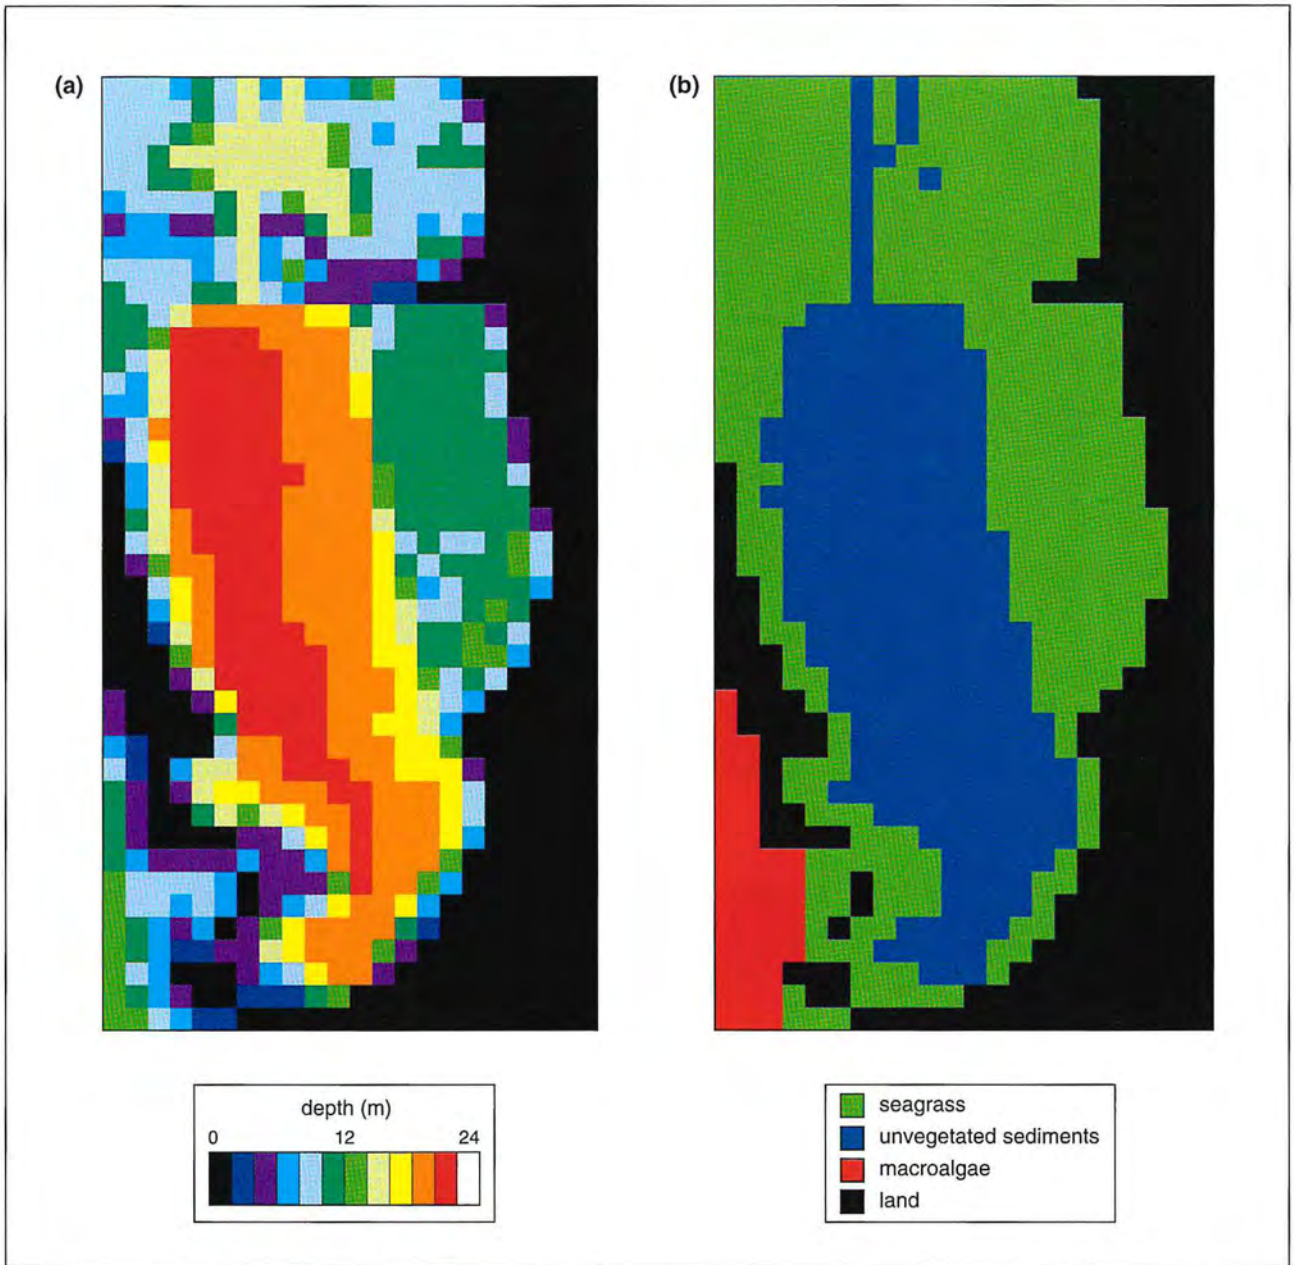 (a)
(b)
depth (m)
0 12 24
seagrass
unvegetated sediments
macroalgae
land